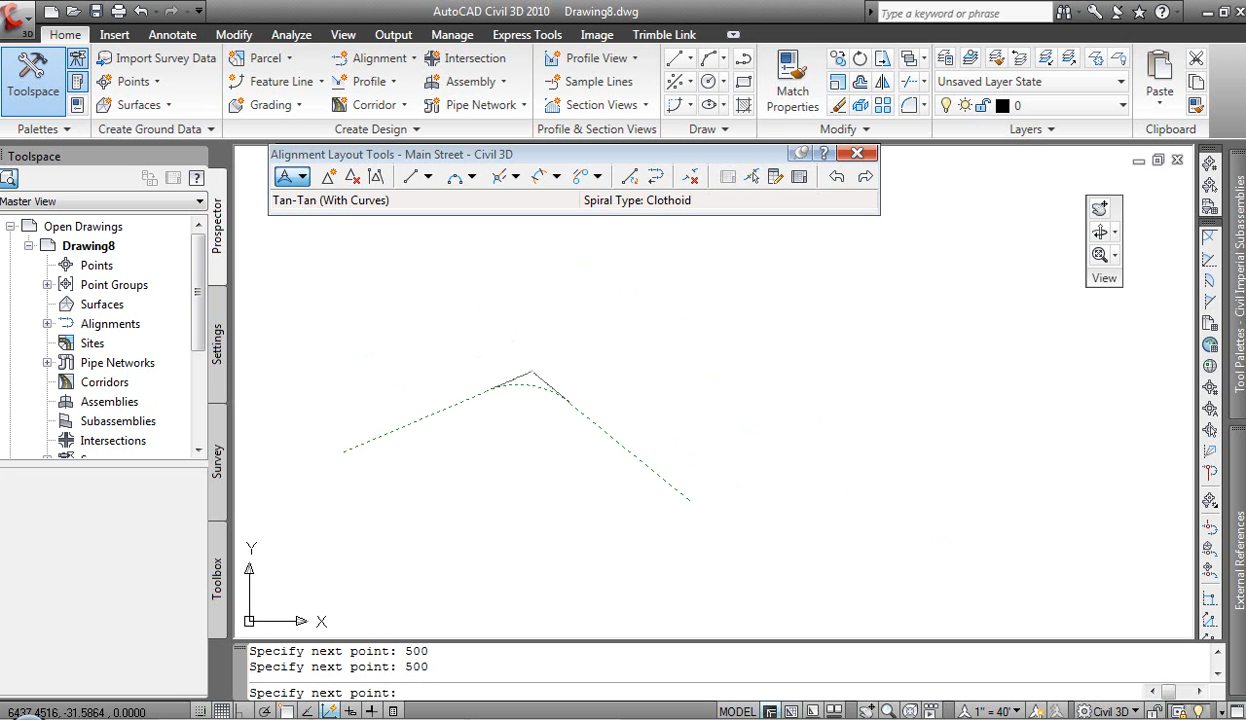 AutoCAD Civil 3D 2010 Drawing8.dwg
Type a keyword or phrase
3D
Home Insert Annotate Modify Analyze View Output Manage Express Tools Image Trimble Link
Toolspace
Import Survey Data
Points
Surfaces
Parcel
Feature Line
Grading
Alignment
Profile
Corridor
Intersection
Assembly
Pipe Network
Profile View
Sample Lines
Section Views
Match
Properties
Unsaved Layer State
0
Paste
Palettes
Create Ground Data
Create Design
Profile & Section Views
Draw
Modify
Layers
Clipboard
Toolspace
Master View
Open Drawings
Drawing8
Points
Point Groups
Surfaces
Alignments
Sites
Pipe Networks
Corridors
Assemblies
Subassemblies
Intersections
Prospector
Settings
Survey
Toolbox
Alignment Layout Tools - Main Street - Civil 3D
Tan-Tan (With Curves)
Spiral Type: Clothoid
View
Tool Palettes - Civil Imperial Subassemblies
External References
Y
X
Specify next point: 500
Specify next point: 500
Specify next point:
6437.4516, -31.5864, 0.0000
MODEL
1" = 40'
Civil 3D